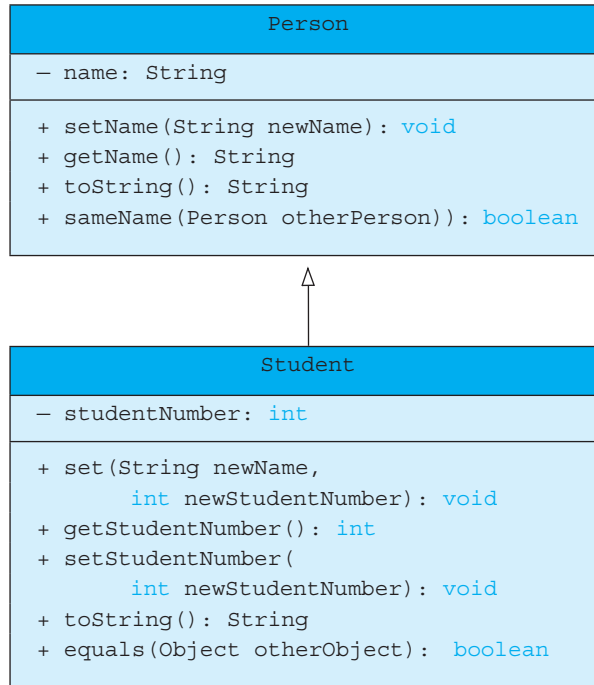 Person
— name: String
+ setName(String newName): void
+ getName(): String
+ toString(): String
+ sameName(Person otherPerson)): boolean
Student
— studentNumber: int
+ set(String newName,
int newStudentNumber): void
+ getStudentNumber(): int
+ setStudentNumber(
int newStudentNumber): void
+ toString(): String
+ equals(Object otherObject): boolean